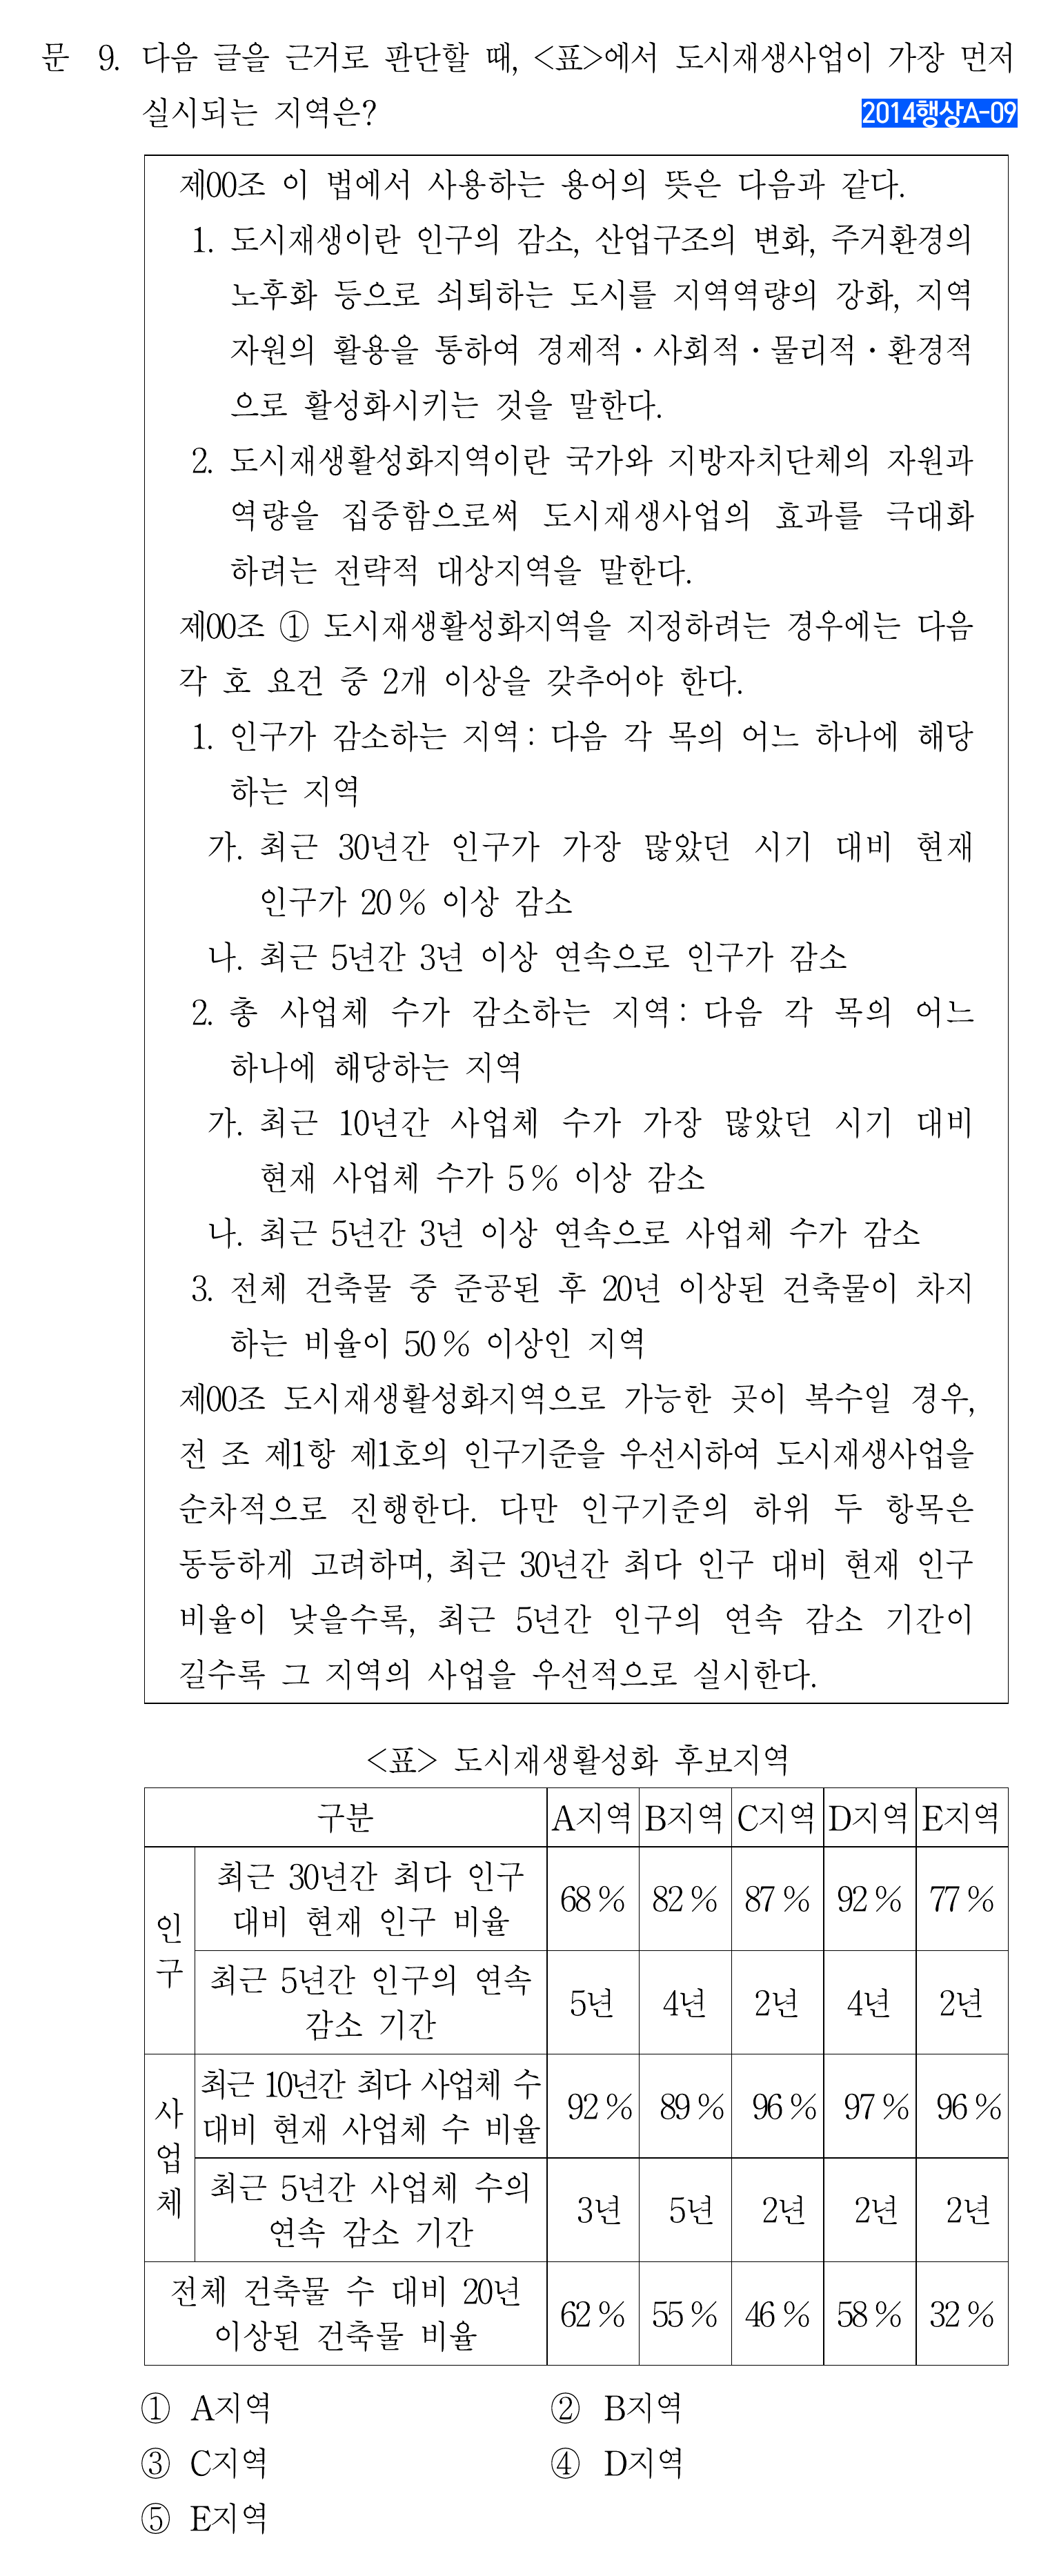 문 9. 다음 글을 근거로 판단할 때, <표>에서 도시재생사업이 가장 먼저
실시되는 지역은?
2014행상A-09
제00조 이 법에서 사용하는 용어의 뜻은 다음과 같다.
1. 도시재생이란 인구의 감소, 산업구조의 변화, 주거환경의
노후화 등으로 쇠퇴하는 도시를 지역역량의 강화, 지역
자원의 활용을 통하여 경제적·사회적·물리적·환경적
으로 활성화시키는 것을 말한다.
2. 도시재생활성화지역이란 국가와 지방자치단체의 자원과
역량을 집중함으로써 도시재생사업의 효과를 극대화
하려는 전략적 대상지역을 말한다.
제00조 ① 도시재생활성화지역을 지정하려는 경우에는 다음
각 호 요건 중 2개 이상을 갖추어야 한다.
1. 인구가 감소하는 지역: 다음 각 목의 어느 하나에 해당
하는 지역
가. 최근 30년간 인구가 가장 많았던 시기 대비 현재
인구가 20% 이상 감소
나. 최근 5년간 3년 이상 연속으로 인구가 감소
2. 총 사업체 수가 감소하는 지역: 다음 각 목의 어느
하나에 해당하는 지역
가. 최근 10년간 사업체 수가 가장 많았던 시기 대비
현재 사업체 수가 5% 이상 감소
나. 최근 5년간 3년 이상 연속으로 사업체 수가 감소
3. 전체 건축물 중 준공된 후 20년 이상된 건축물이 차지
하는 비율이 50% 이상인 지역
제00조 도시재생활성화지역으로 가능한 곳이 복수일 경우,
전 조 제1항 제1호의 인구기준을 우선시하여 도시재생사업을
순차적으로 진행한다. 다만 인구기준의 하위 두 항목은
동등하게 고려하며, 최근 30년간 최다 인구 대비 현재 인구
비율이 낮을수록, 최근 5년간 인구의 연속 감소 기간이
길수록 그 지역의 사업을 우선적으로 실시한다.
<표> 도시재생활성화 후보지역
구분 A지역 B지역 C지역 D지역 E지역
인구
최근 30년간 최다 인구
대비 현재 인구 비율
68% 82% 87% 92% 77%
최근 5년간 인구의 연속
감소 기간
5년 4년 2년 4년 2년
사업체
최근 10년간 최다 사업체 수
대비 현재 사업체 수 비율
92% 89% 96% 97% 96%
최근 5년간 사업체 수의
연속 감소 기간
3년 5년 2년 2년 2년
전체 건축물 수 대비 20년
이상된 건축물 비율
62% 55% 46% 58% 32%
① A지역 ② B지역
③ C지역 ④ D지역
⑤ E지역